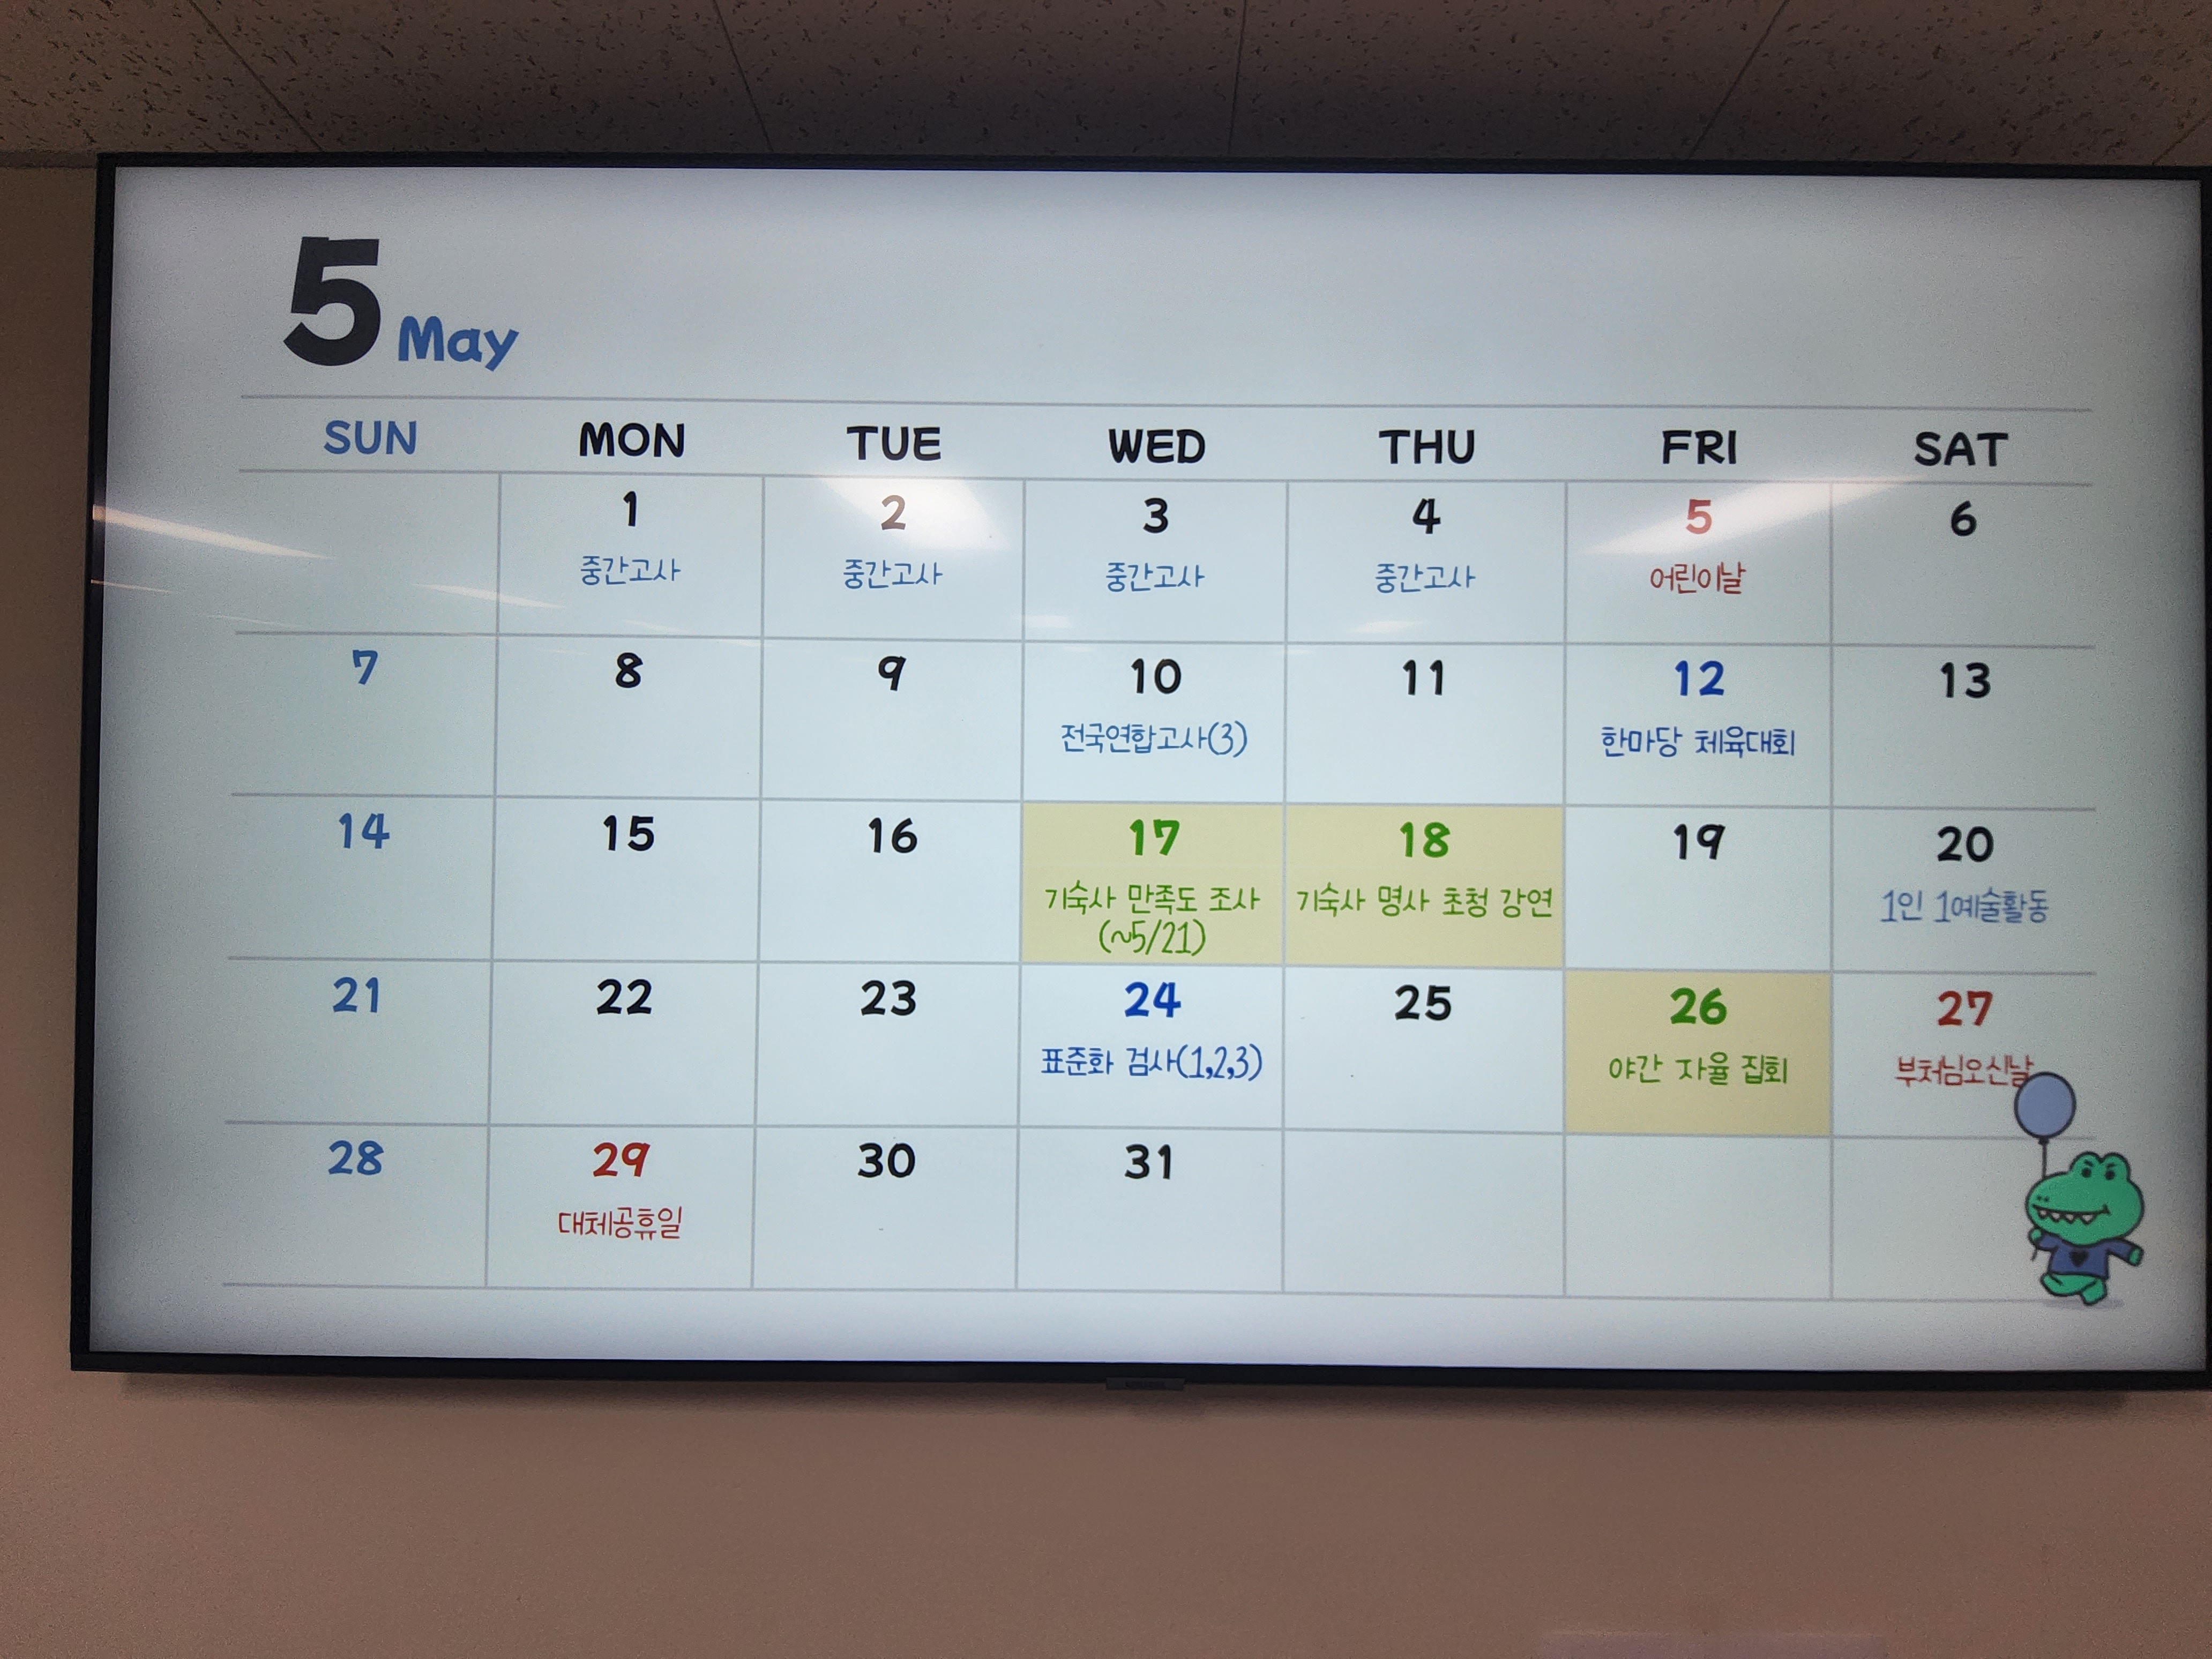 5 May
SUN MON TUE WED THU FRI SAT
1 2 3 4 5 6
중간고사 중간고사 중간고사 중간고사 어린이날
7 8 9 10 11 12 13
전국연합고사(3) 한마당 체육대회
14 15 16 17 18 19 20
기숙사 만족도 조사 기숙사 명사 초청 강연 1인 1예술활동
(~5/21)
21 22 23 24 25 26 27
표준화 검사(1,2,3) 야간 자율 집회 부처님오신날
28 29 30 31
대체공휴일